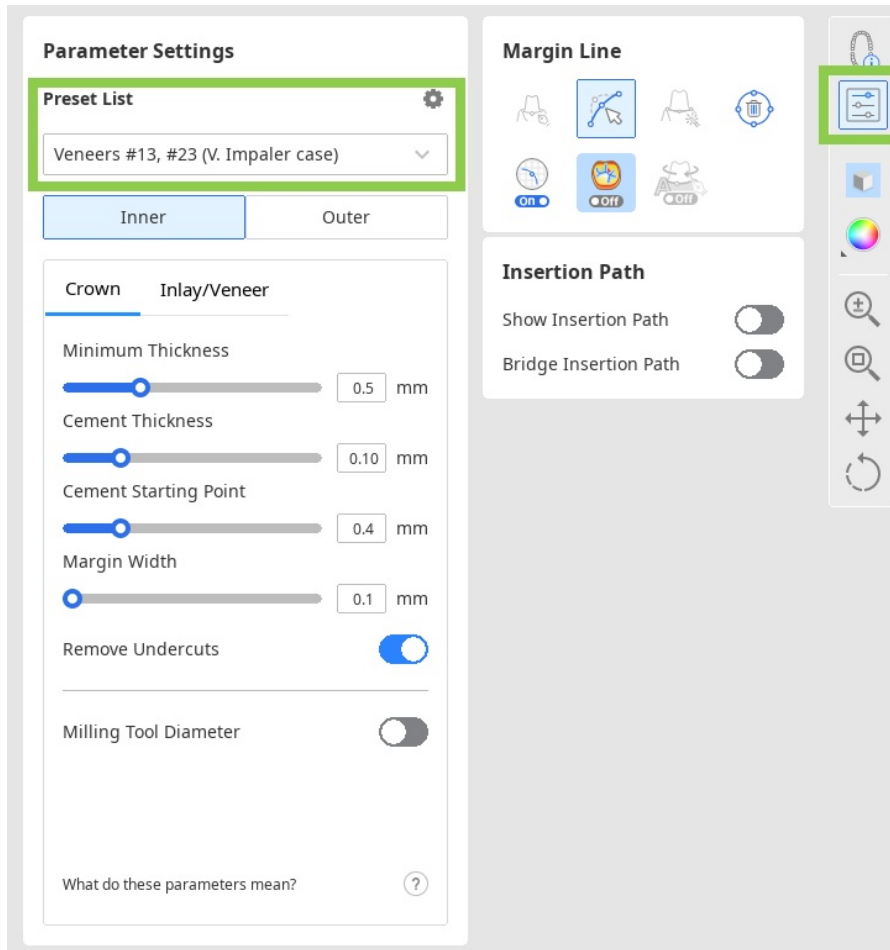 Parameter Settings
Preset List
Veneers #13, #23 (V. Impaler case)
Inner Outer
Crown Inlay/Veneer
Minimum Thickness
0.5 mm
Cement Thickness
0.10 mm
Cement Starting Point
0.4 mm
Margin Width
0.1 mm
Remove Undercuts
Milling Tool Diameter
What do these parameters mean? ?
Margin Line
On Off Off
Insertion Path
Show Insertion Path
Bridge Insertion Path